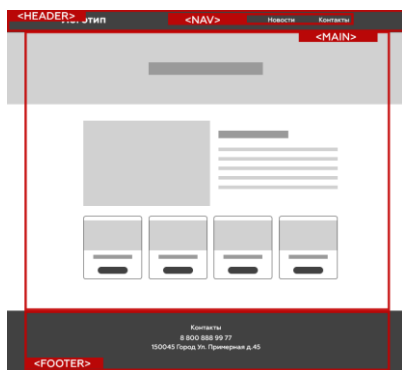 <HEADER>
<NAV>
Новости
Контакты
<MAIN>
Контакты
8 800 888 99 77
150045 Город Ул. Примерная д.45
<FOOTER>